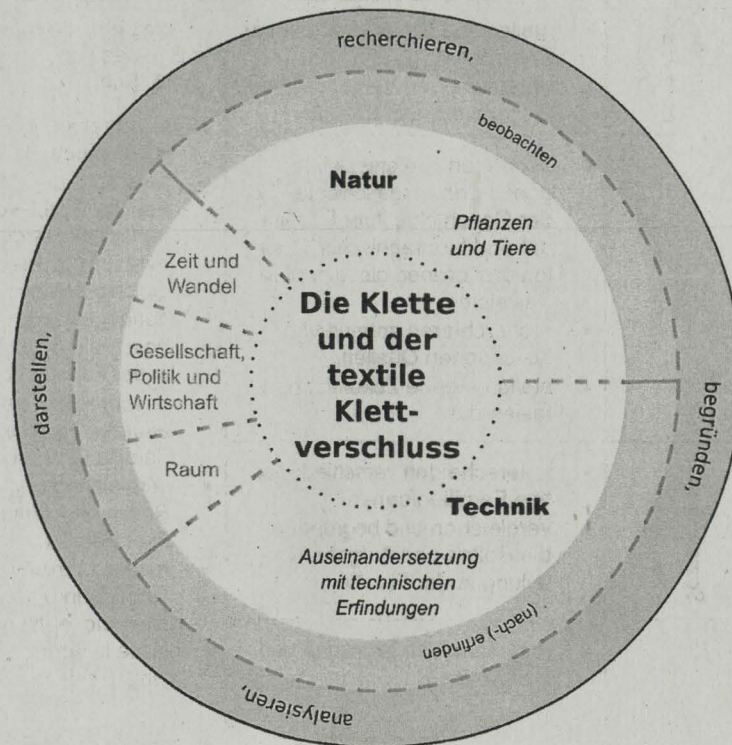 recherchieren,
beobachten
Natur
Pflanzen
und Tiere
Zeit und
Wandel
Die Klette
und der
textile
Klett-
verschluss
Gesellschaft,
Politik und
Wirtschaft
darstellen,
begründen,
Raum
Technik
Auseinandersetzung
mit technischen
Erfindungen
(nach-) erfinden
analysieren,